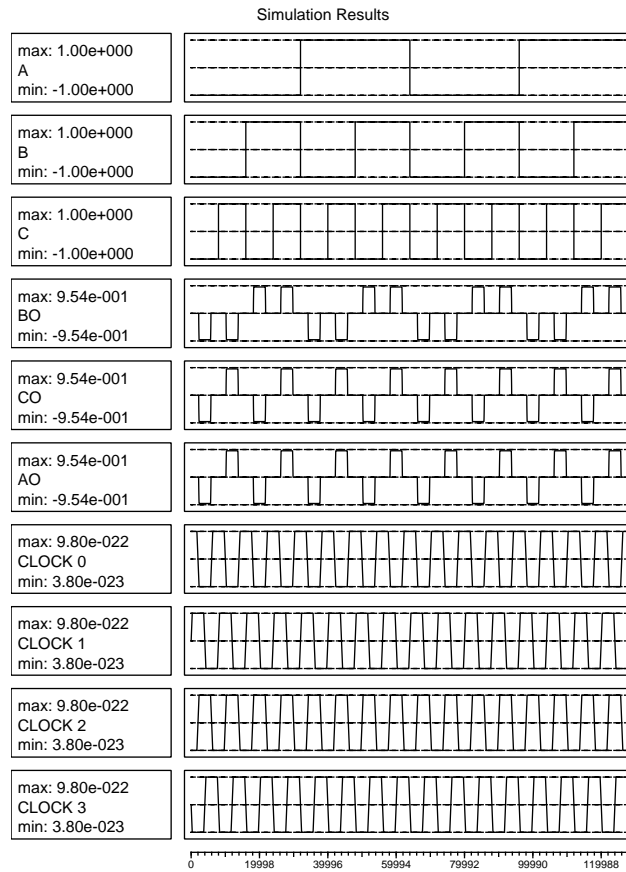 Simulation Results
max: 1.00e+000
A
min: -1.00e+000
max: 1.00e+000
B
min: -1.00e+000
max: 1.00e+000
C
min: -1.00e+000
max: 9.54e-001
BO
min: -9.54e-001
max: 9.54e-001
CO
min: -9.54e-001
max: 9.54e-001
AO
min: -9.54e-001
max: 9.80e-022
CLOCK 0
min: 3.80e-023
max: 9.80e-022
CLOCK 1
min: 3.80e-023
max: 9.80e-022
CLOCK 2
min: 3.80e-023
max: 9.80e-022
CLOCK 3
min: 3.80e-023
0 19998 39996 59994 79992 99990 119988